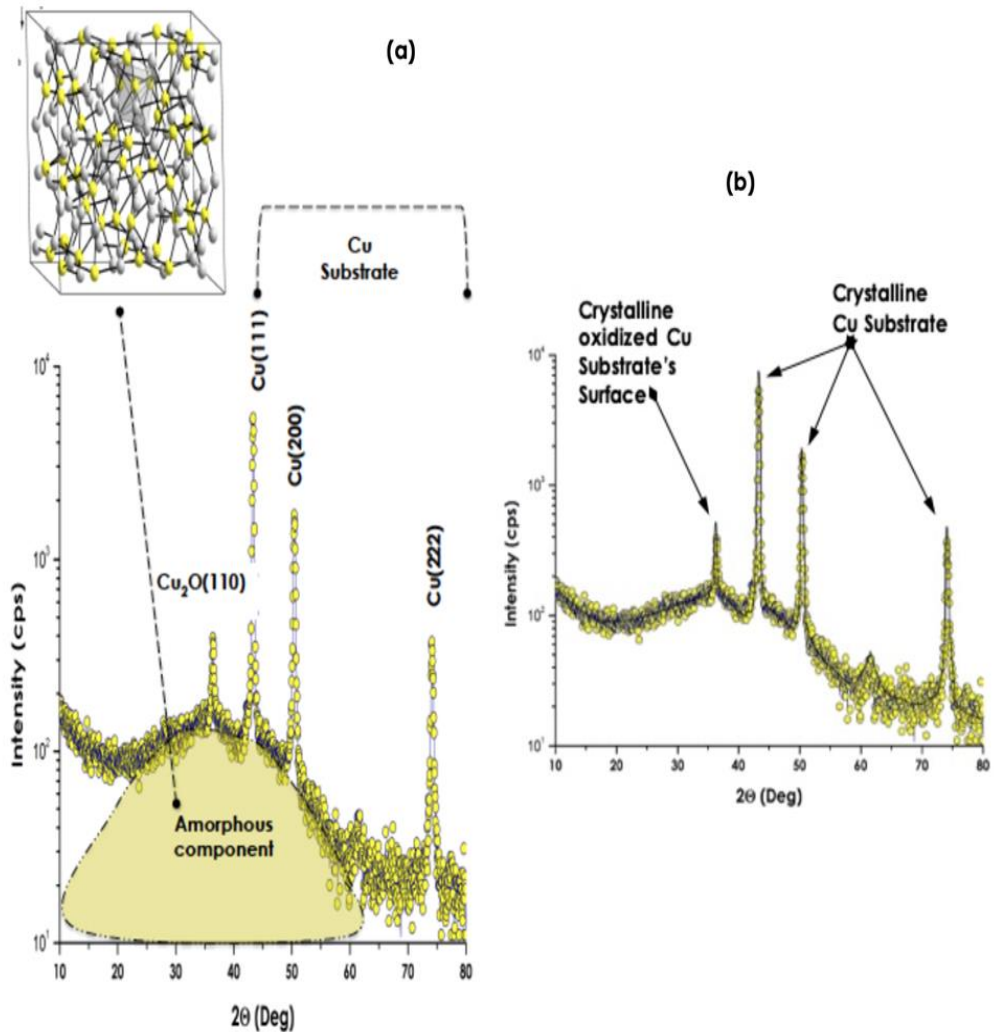 (a)
Cu
Substrate
Cu(111)
Cu(200)
Cu(222)
Cu₂O(110)
Amorphous
component
Intensity (cps)
10⁴
10³
10²
10¹
10 20 30 40 50 60 70 80
2Θ (Deg)
(b)
Crystalline
oxidized Cu
Substrate's
Surface
Crystalline
Cu Substrate
Intensity (cps)
10⁴
10³
10²
10¹
10 20 30 40 50 60 70 80
2Θ (Deg)